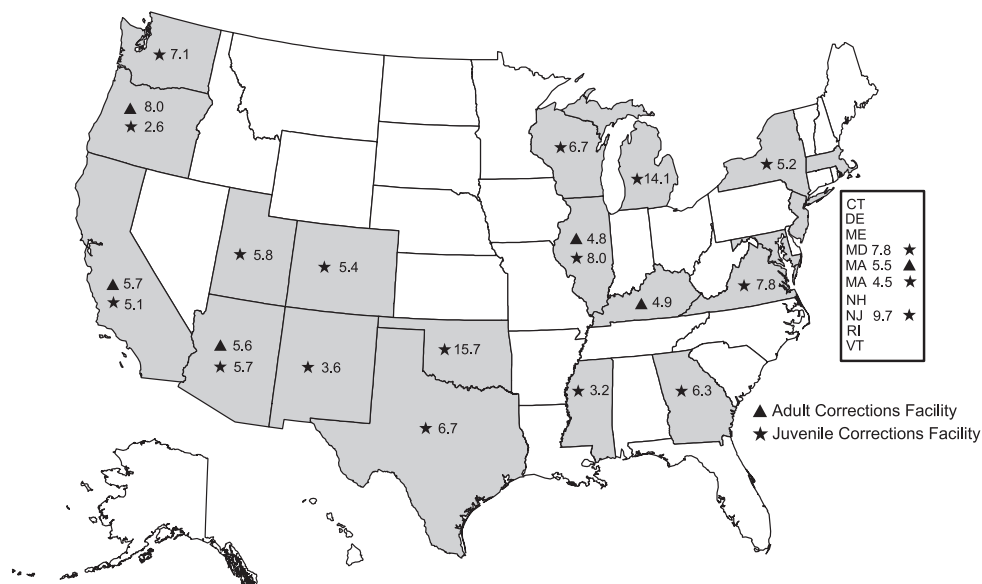 ★ 7.1
▲ 8.0
★ 2.6
★ 6.7
★ 14.1
★ 5.2
CT
DE
ME
MD 7.8 ★
MA 5.5 ▲
MA 4.5 ★
NH
NJ 9.7 ★
RI
VT
▲ 4.8
★ 8.0
★ 5.8
★ 5.4
▲ 5.7
★ 5.1
▲ 4.9
★ 7.8
▲ 5.6
★ 5.7
★ 3.6
★ 15.7
★ 3.2
★ 6.3
★ 6.7
▲ Adult Corrections Facility
★ Juvenile Corrections Facility